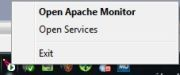 Open Apache Monitor
Open Services
Exit